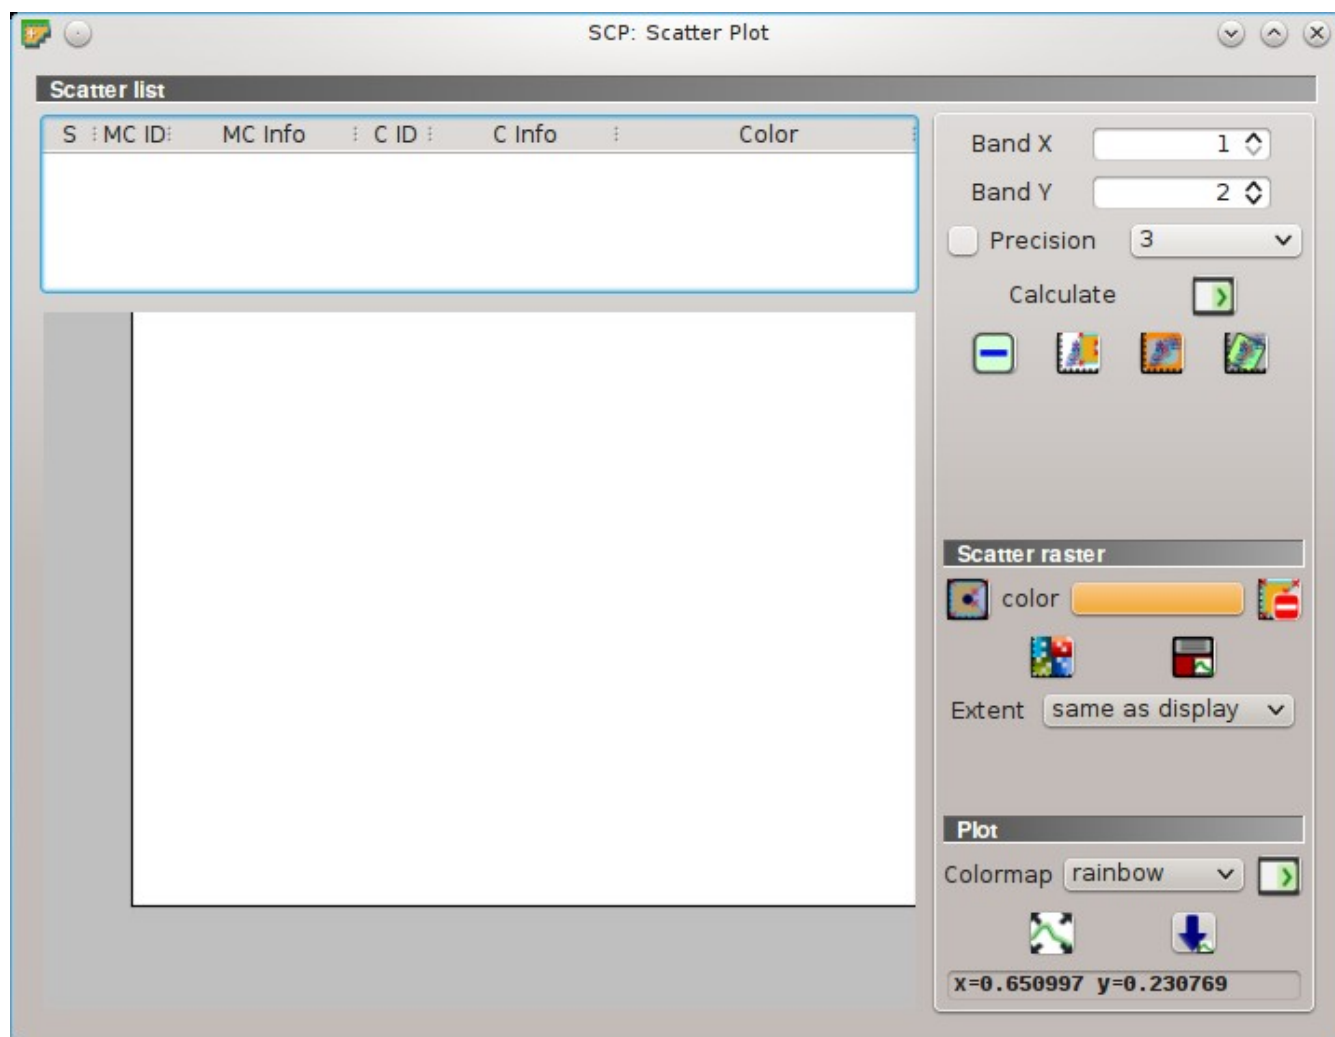 SCP: Scatter Plot
Scatter list
S MC ID MC Info C ID C Info Color
Band X 1
Band Y 2
Precision 3
Calculate
Scatter raster
color
Extent same as display
Plot
Colormap rainbow
x=0.650997 y=0.230769